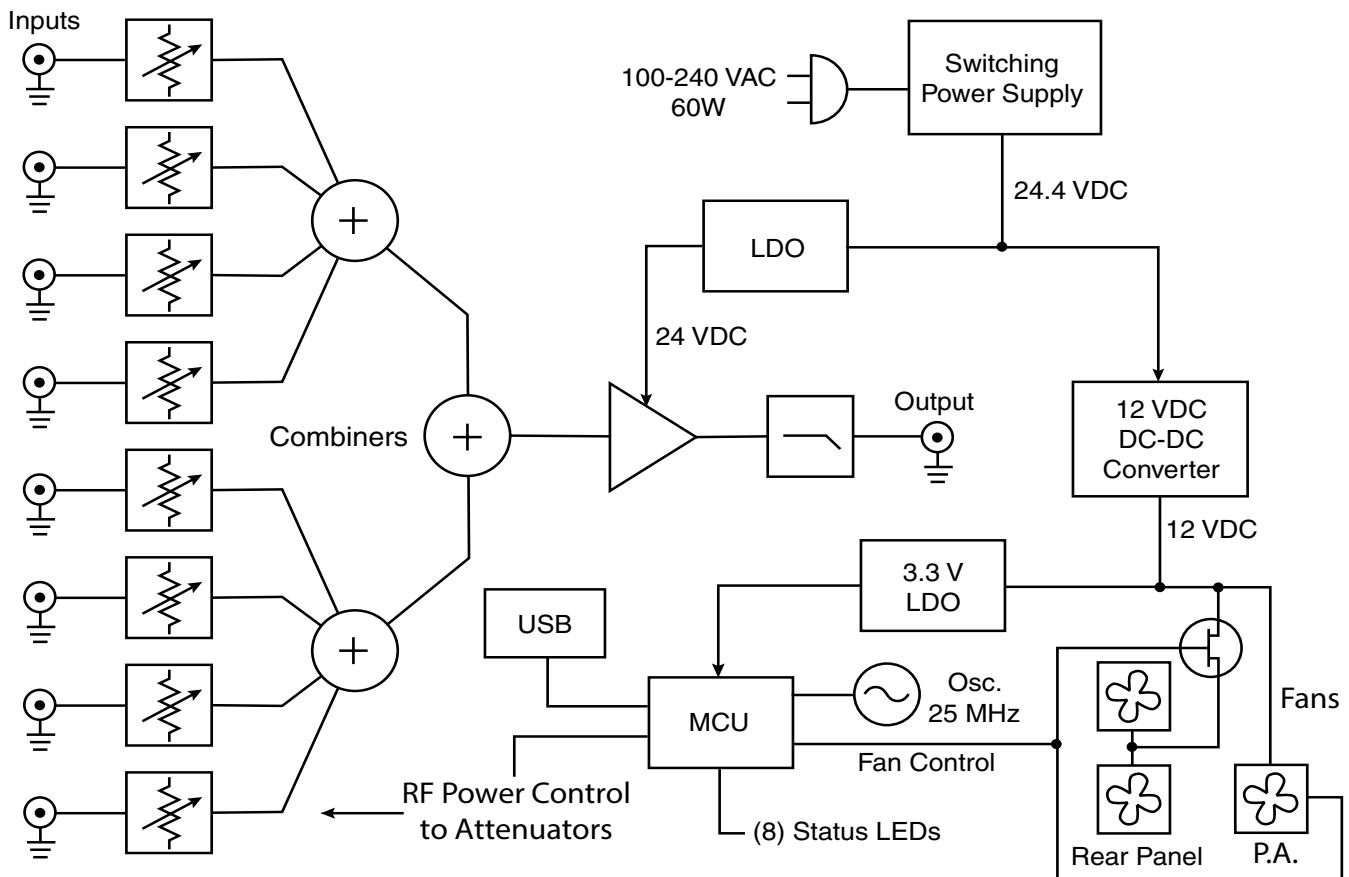 Inputs
100-240 VAC
60W
Switching
Power Supply
24.4 VDC
LDO
24 VDC
Combiners
Output
12 VDC
DC-DC
Converter
12 VDC
3.3 V
LDO
USB
MCU
Osc.
25 MHz
Fans
Fan Control
RF Power Control
to Attenuators
(8) Status LEDs
Rear Panel
P.A.